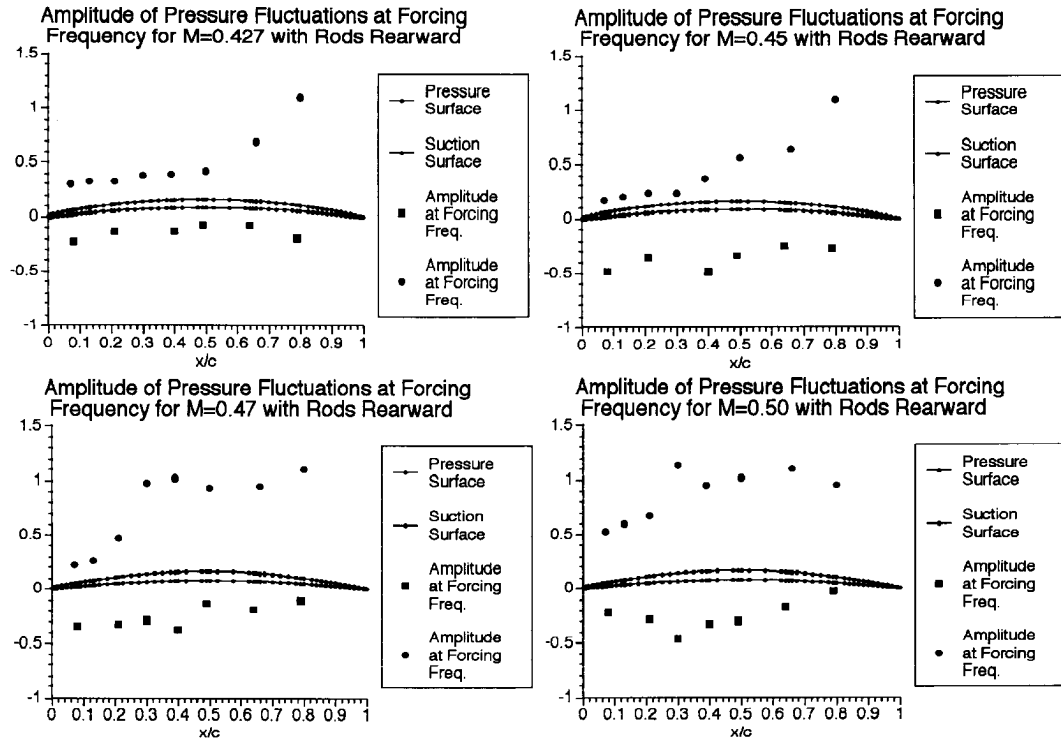 Amplitude of Pressure Fluctuations at Forcing
Frequency for M=0.427 with Rods Rearward
1.5
1
0.5
0
-0.5
-1
0 0.1 0.2 0.3 0.4 0.5 0.6 0.7 0.8 0.9 1
x/c
Pressure
Surface
Suction
Surface
Amplitude
at Forcing
Freq.
Amplitude
at Forcing
Freq.
Amplitude of Pressure Fluctuations at Forcing
Frequency for M=0.45 with Rods Rearward
1.5
1
0.5
0
-0.5
-1
0 0.1 0.2 0.3 0.4 0.5 0.6 0.7 0.8 0.9 1
x/c
Pressure
Surface
Suction
Surface
Amplitude
at Forcing
Freq.
Amplitude
at Forcing
Freq.
Amplitude of Pressure Fluctuations at Forcing
Frequency for M=0.47 with Rods Rearward
1.5
1
0.5
0
-0.5
-1
0 0.1 0.2 0.3 0.4 0.5 0.6 0.7 0.8 0.9 1
x/c
Pressure
Surface
Suction
Surface
Amplitude
at Forcing
Freq.
Amplitude
at Forcing
Freq.
Amplitude of Pressure Fluctuations at Forcing
Frequency for M=0.50 with Rods Rearward
1.5
1
0.5
0
-0.5
-1
0 0.1 0.2 0.3 0.4 0.5 0.6 0.7 0.8 0.9 1
x/c
Pressure
Surface
Suction
Surface
Amplitude
at Forcing
Freq.
Amplitude
at Forcing
Freq.